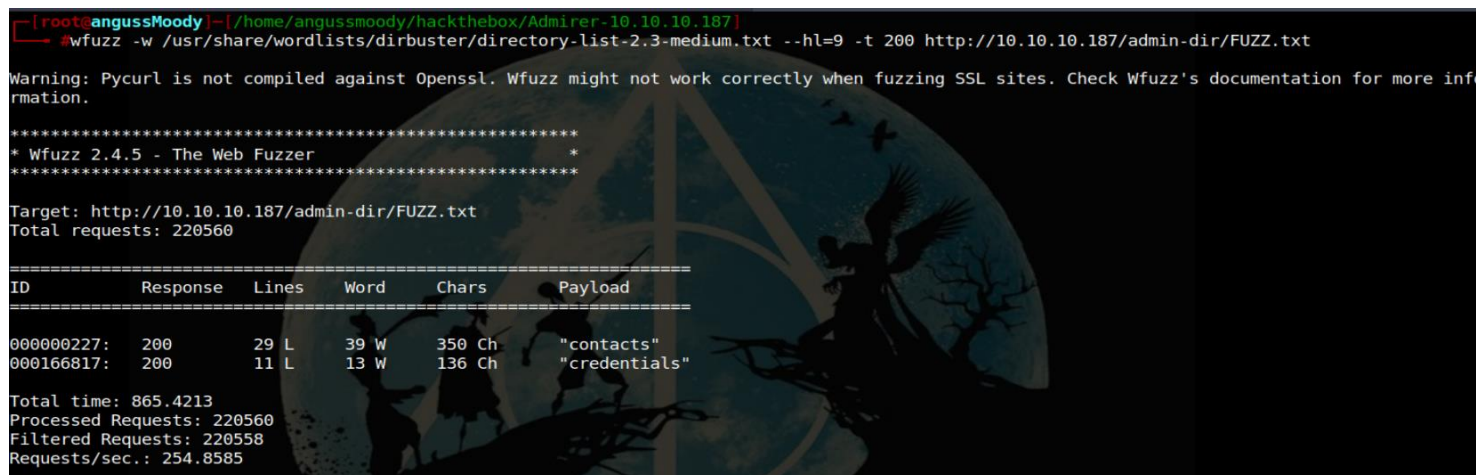 [root@angussMoody]─[/home/angussmoody/hackthebox/Admirer-10.10.10.187]
#wfuzz -w /usr/share/wordlists/dirbuster/directory-list-2.3-medium.txt --hl=9 -t 200 http://10.10.10.187/admin-dir/FUZZ.txt
Warning: Pycurl is not compiled against Openssl. Wfuzz might not work correctly when fuzzing SSL sites. Check Wfuzz's documentation for more info
rmation.
********************************************************
* Wfuzz 2.4.5 - The Web Fuzzer                         *
********************************************************
Target: http://10.10.10.187/admin-dir/FUZZ.txt
Total requests: 220560
===================================================================
ID           Response   Lines    Word     Chars       Payload
===================================================================
000000227:   200        29 L     39 W     350 Ch      "contacts"
000166817:   200        11 L     13 W     136 Ch      "credentials"
Total time: 865.4213
Processed Requests: 220560
Filtered Requests: 220558
Requests/sec.: 254.8585